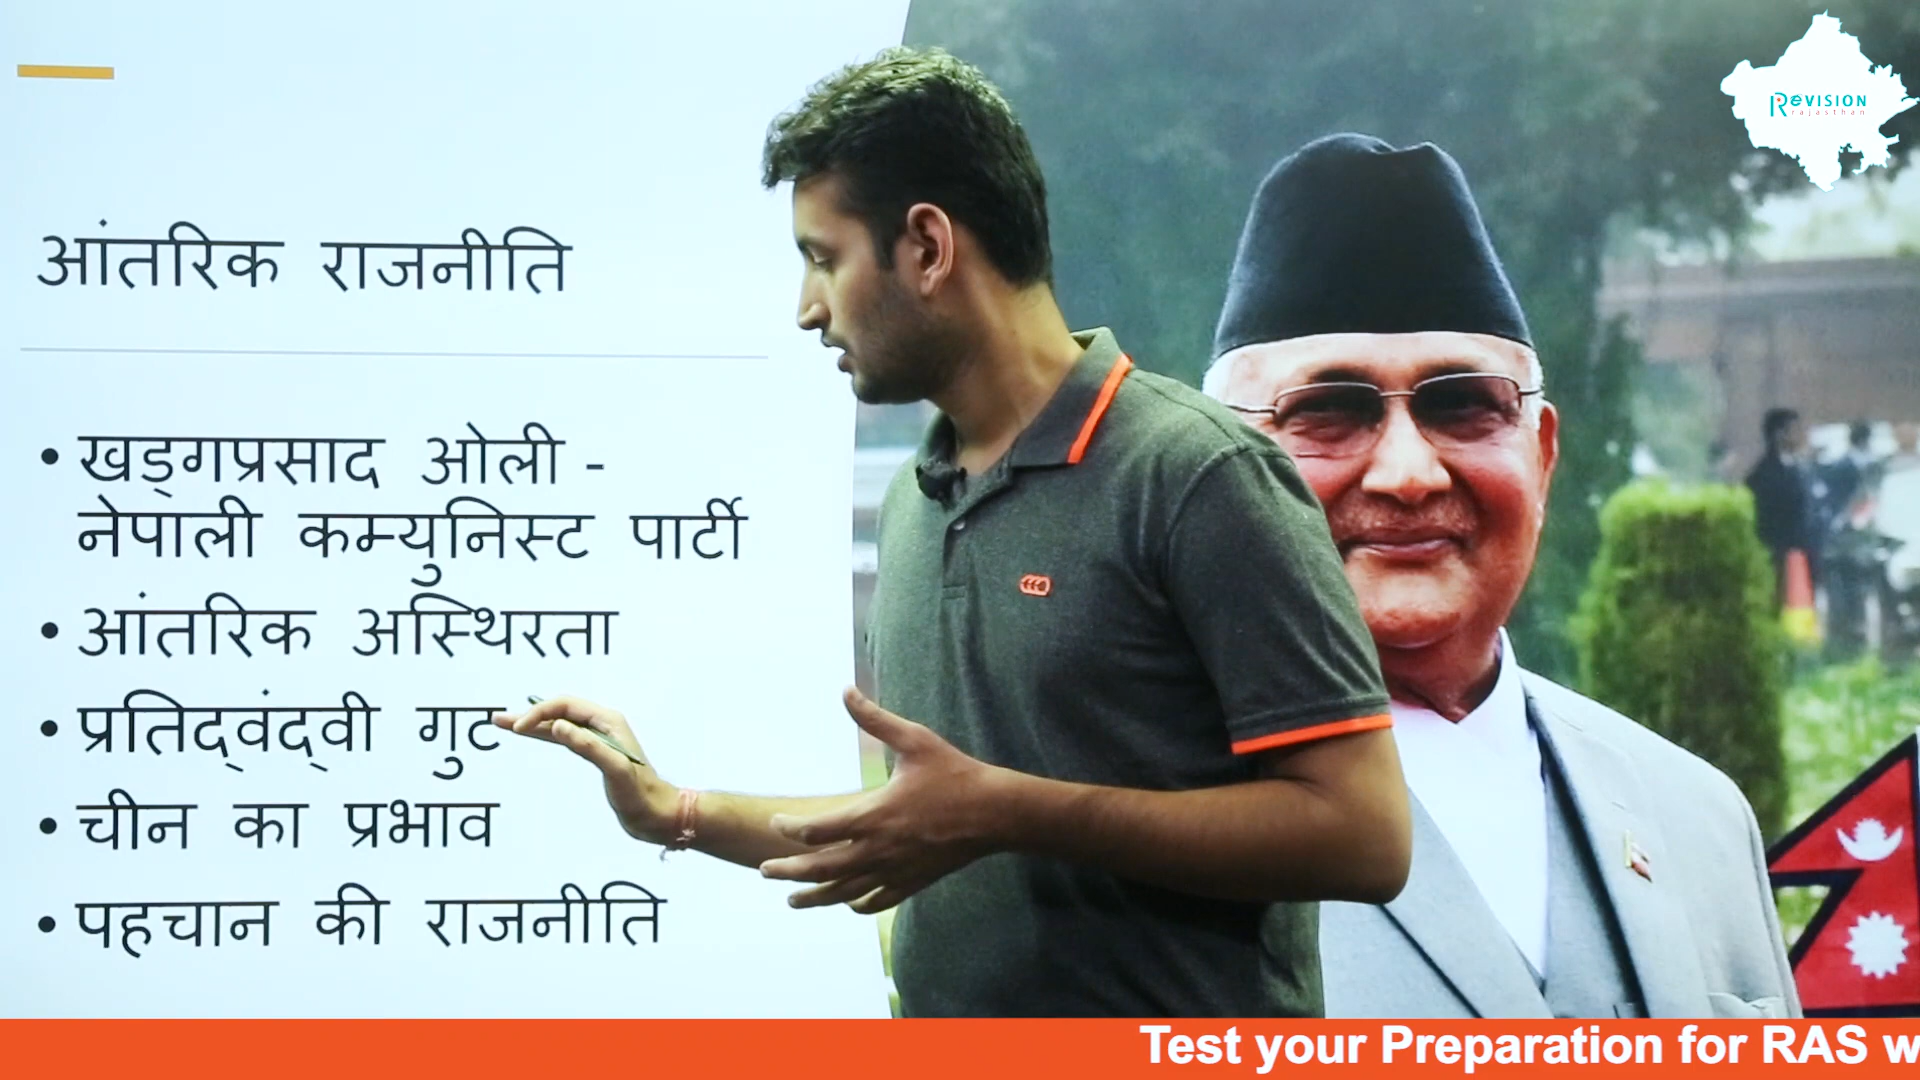 आंतरिक राजनीति
• खड्गप्रसाद ओली -
नेपाली कम्युनिस्ट पार्टी
• आंतरिक अस्थिरता
• प्रतिद्वंद्वी गुट
• चीन का प्रभाव
• पहचान की राजनीति
ReVISION
rajasthan
Test your Preparation for RAS w